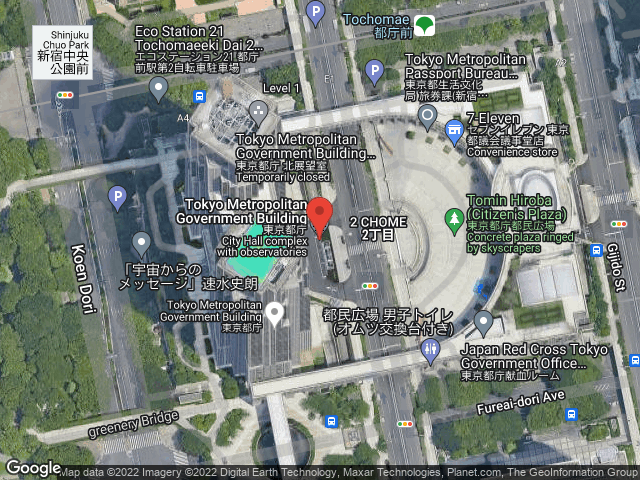 Shinjuku
Chuo Park
新宿中央
公園前
Eco Station 21
Tochomaeeki Dai 2...
エコステーション21 都庁
前駅第2自転車駐車場
Tochomae
都庁前
Tokyo Metropolitan
Passport Bureau...
東京都生活文化
局)旅券課(新宿...
Level 1
A4
E1
A3
7-Eleven
セブンイレブン 東京
都議会議事堂店
Convenience store
Tokyo Metropolitan
Government Building...
東京都庁 北展望室
Temporarily closed
Tokyo Metropolitan
Government Building
東京都庁
City Hall complex
with observatories
2 CHOME
2丁目
Tomin Hiroba
(Citizen's Plaza)
東京都庁都民広場
Concrete plaza ringed
by skyscrapers
Gijido St
Koen Dori
「宇宙からの
メッセージ」速水史朗
Tokyo Metropolitan
Government Building
東京都庁
都民広場 男子トイレ
(オムツ交換台付き)
Japan Red Cross Tokyo
Government Office...
東京都庁献血ルーム
Fureai-dori Ave
greenery Bridge
Google
Map data ©2022 Imagery ©2022 Digital Earth Technology, Maxar Technologies, Planet.com, The GeoInformation Group